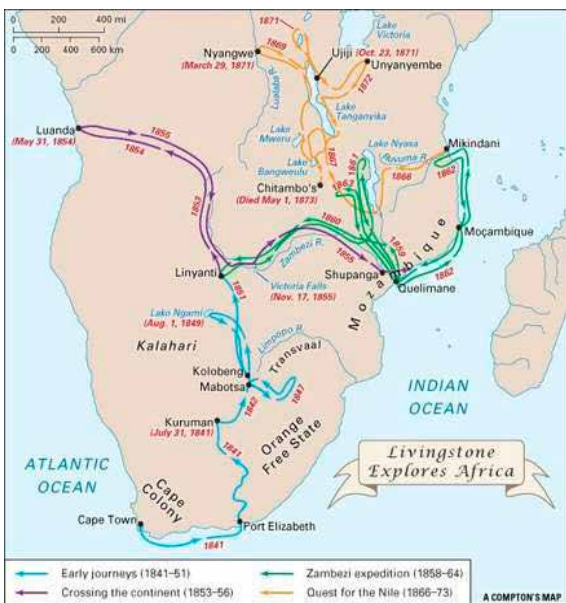 0 200 400 mi
0 200 400 600 km
1871
Lake
Victoria
Nyangwe
(March 29, 1871)
1869
Ujiji (Oct. 23, 1871)
Unyanyembe
1872
Lualaba R.
Lake
Tanganyika
Luanda
(May 31, 1854)
1855
1854
Lake
Mweru
Lake Nyasa
Mikindani
1867
1861
Ruvuma R.
1866
1862
Lake
Bangweulu
1862
Chitambo's
(Died May 1, 1873)
1853
1860
Moçambique
Zambezi R.
1859
1855
Shupanga
Mozambique
Linyanti
Victoria Falls
(Nov. 17, 1855)
Quelimane
1862
1851
Lake Ngami
(Aug. 1, 1849)
Limpopo R.
Kalahari
Transvaal
Kolobeng
Mabotsa
1847
1842
INDIAN
OCEAN
Kuruman
(July 31, 1841)
1841
Orange
Free State
Livingstone
Explores Africa
ATLANTIC
OCEAN
Cape
Colony
Cape Town
Port Elizabeth
1841
Early journeys (1841–51)
Zambezi expedition (1858–64)
Crossing the continent (1853–56)
Quest for the Nile (1866–73)
A COMPTON'S MAP